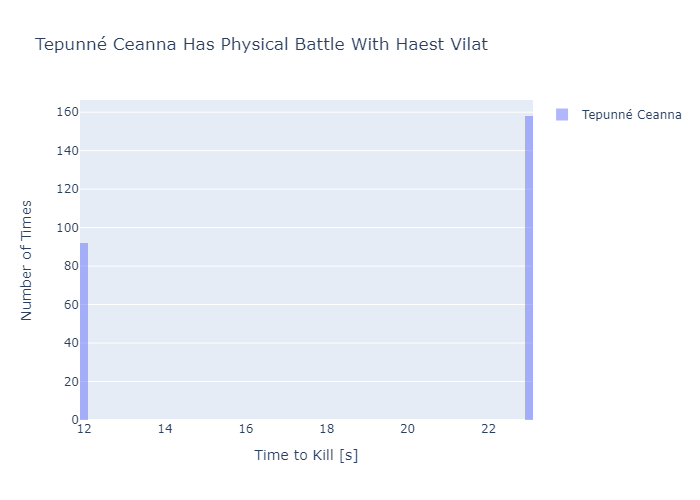 Tepunné Ceanna Has Physical Battle With Haest Vilat
Tepunné Ceanna
Number of Times
160
140
120
100
80
60
40
20
0
12 14 16 18 20 22
Time to Kill [s]